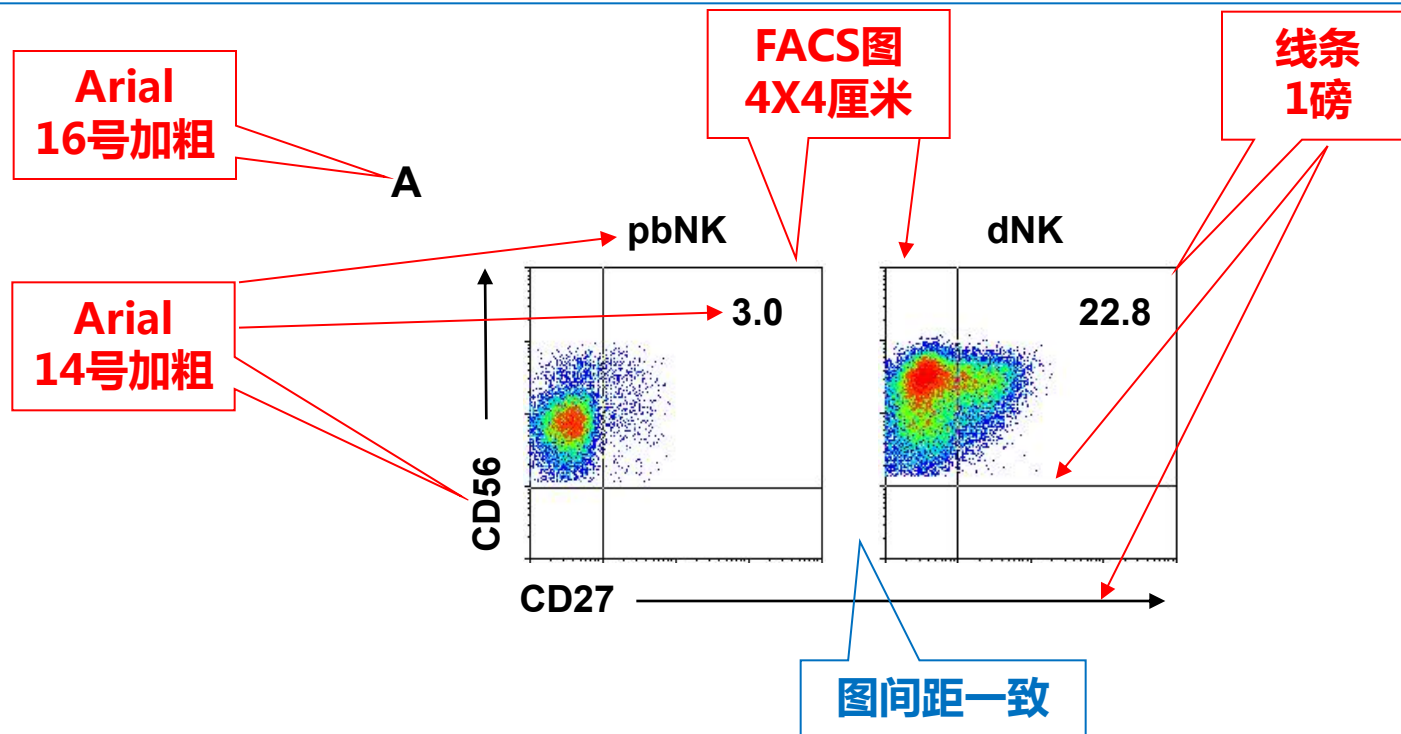 FACS图
4X4厘米
线条
1磅
Arial
16号加粗
A
pbNK
dNK
Arial
14号加粗
3.0
22.8
CD56
CD27
图间距一致